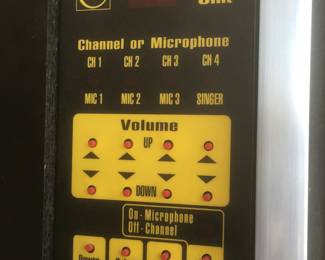 Channel or Microphone
CH 1 CH 2 CH 3 CH 4
MIC 1 MIC 2 MIC 3 SINGER
Volume
UP
DOWN
On - Microphone
Off - Channel